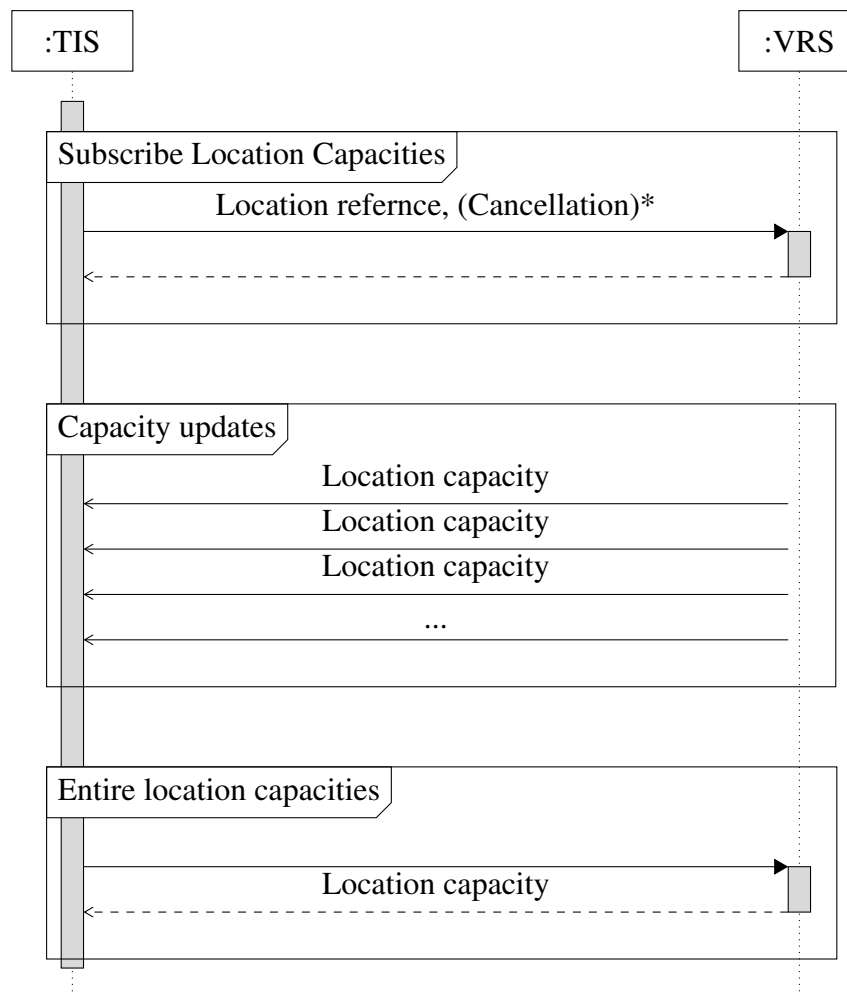 :TIS
:VRS
Subscribe Location Capacities
Location refernce, (Cancellation)*
Capacity updates
Location capacity
Location capacity
Location capacity
...
Entire location capacities
Location capacity